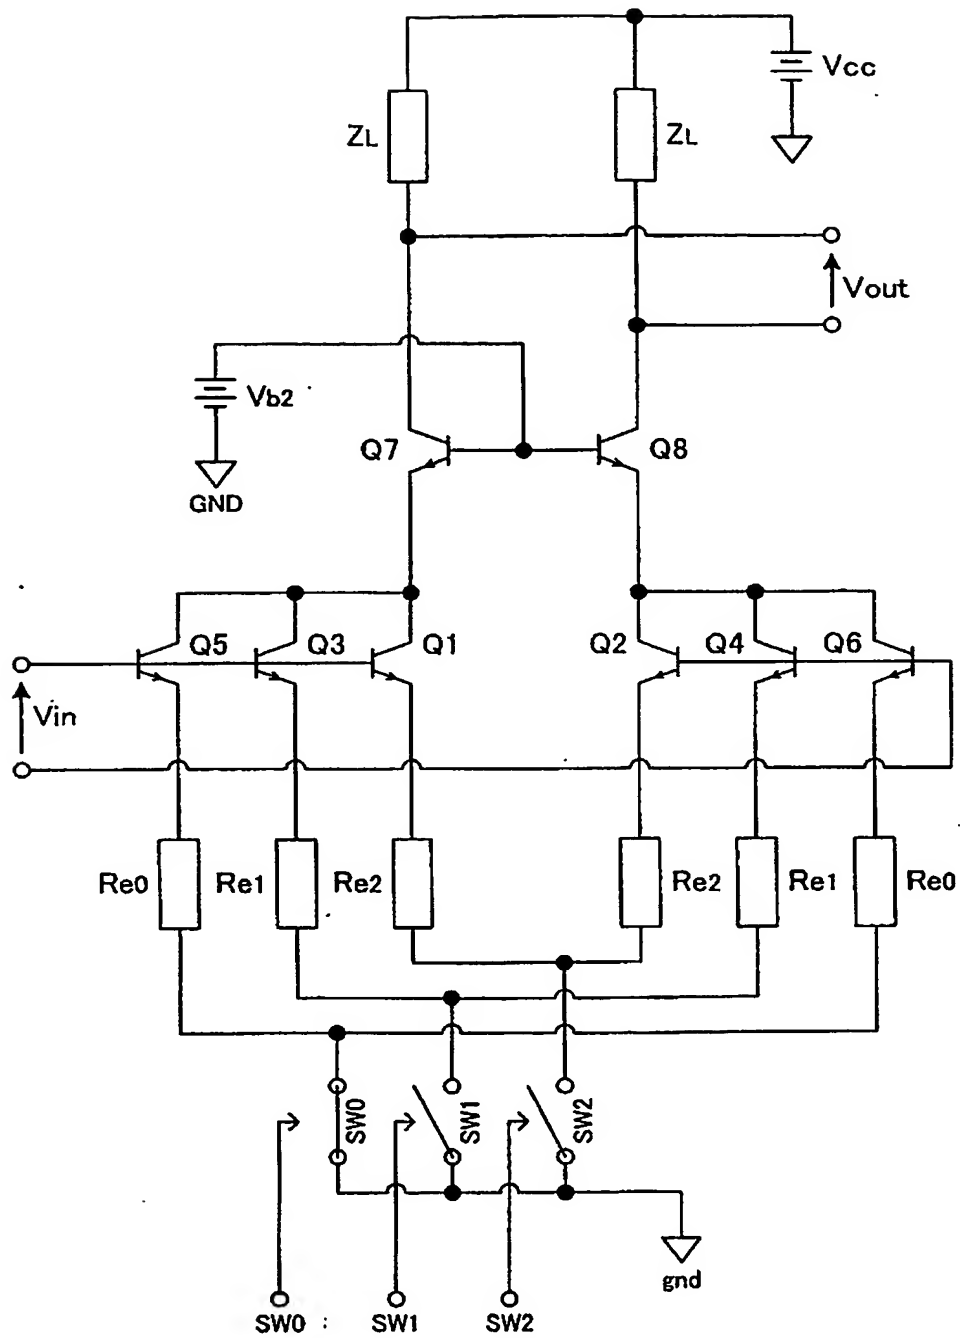 Vcc
ZL
ZL
Vout
Vb2
Q7
Q8
GND
Q5
Q3
Q1
Q2
Q4
Q6
Vin
Re0
Re1
Re2
Re2
Re1
Re0
SW0
SW1
SW2
gnd
SW0
SW1
SW2